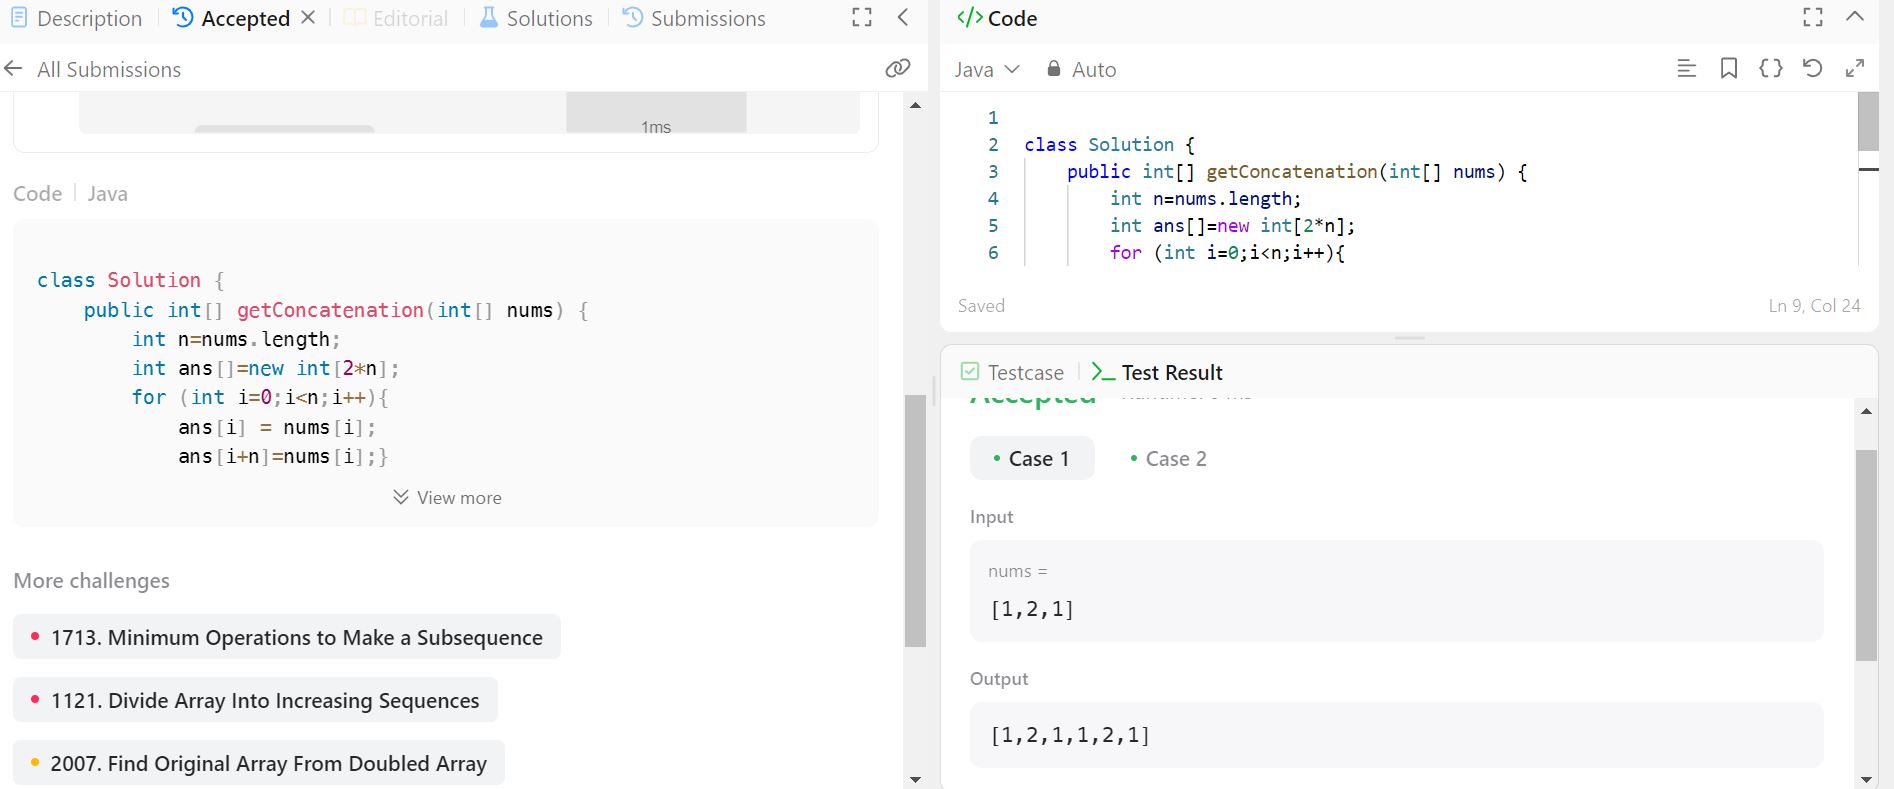 Description
Accepted
Editorial
Solutions
Submissions
All Submissions
1ms
Code
Java
class Solution {
public int[] getConcatenation(int[] nums) {
int n=nums.length;
int ans[]=new int[2*n];
for (int i=0;i<n;i++){
ans[i] = nums[i];
ans[i+n]=nums[i];}
View more
More challenges
1713. Minimum Operations to Make a Subsequence
1121. Divide Array Into Increasing Sequences
2007. Find Original Array From Doubled Array
</> Code
Java
Auto
1
2 class Solution {
3 public int[] getConcatenation(int[] nums) {
4 int n=nums.length;
5 int ans[]=new int[2*n];
6 for (int i=0;i<n;i++){
Saved
Ln 9, Col 24
Testcase
Test Result
Accepted
Case 1
Case 2
Input
nums =
[1,2,1]
Output
[1,2,1,1,2,1]